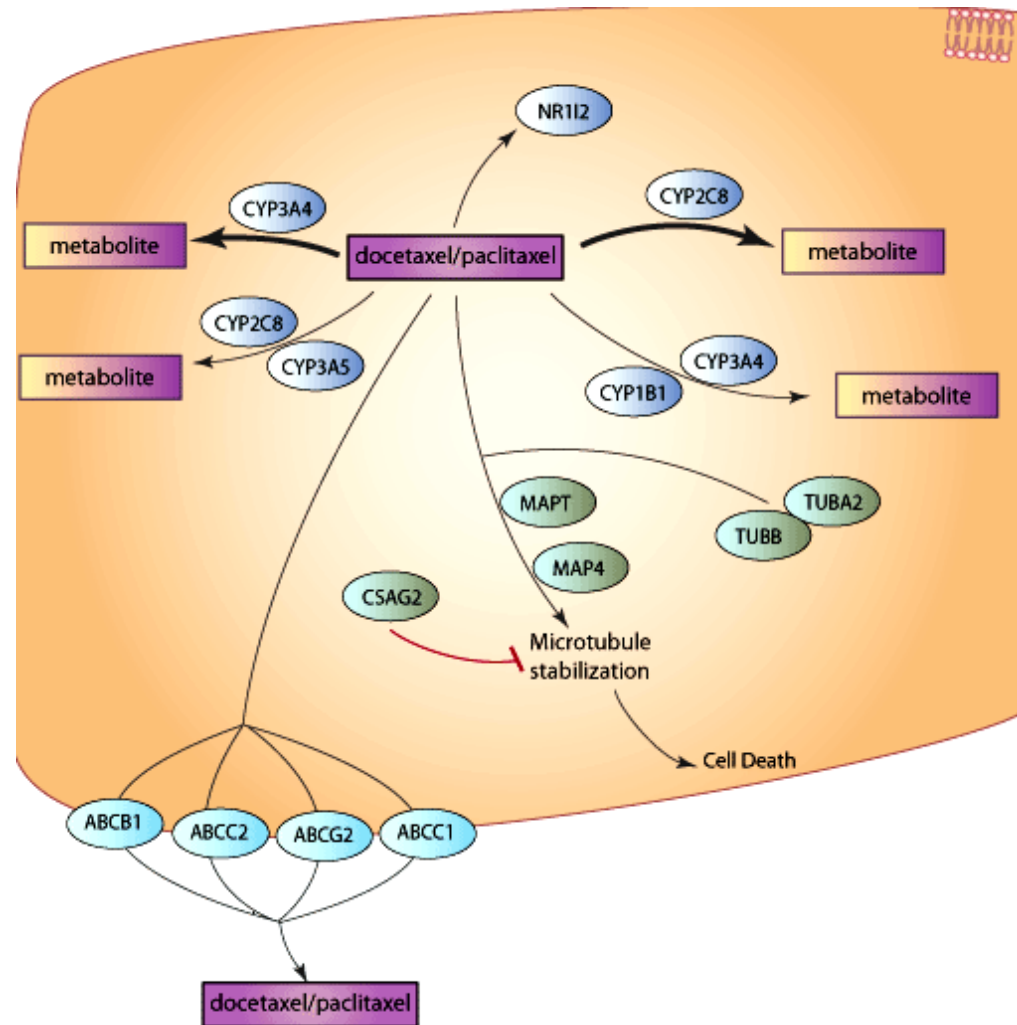 NR1I2
CYP3A4
CYP2C8
metabolite
docetaxel/paclitaxel
metabolite
CYP2C8
CYP3A5
metabolite
CYP3A4
CYP1B1
metabolite
MAPT
TUBA2
TUBB
MAP4
CSAG2
Microtubule
stabilization
Cell Death
ABCB1
ABCC2
ABCG2
ABCC1
docetaxel/paclitaxel